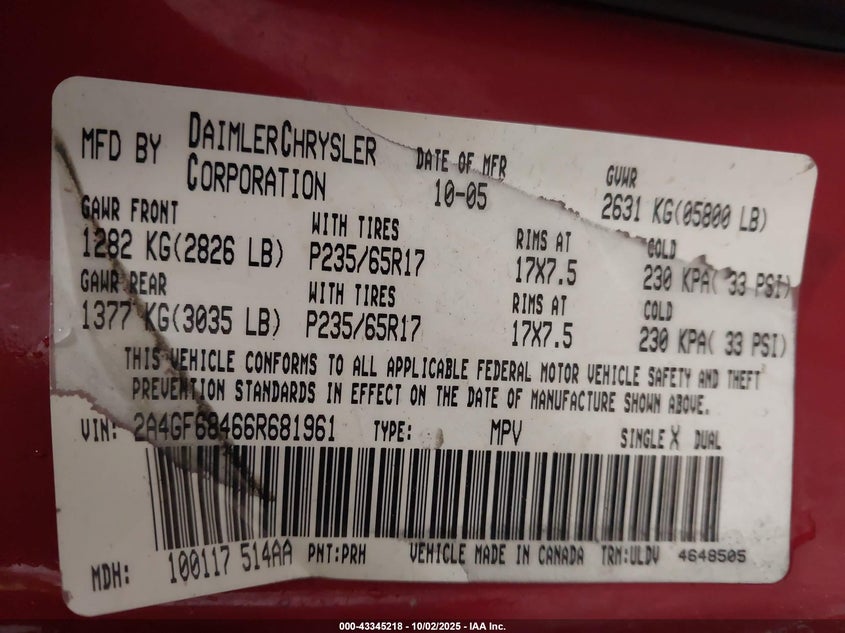 MFD BY DAIMLERCHRYSLER CORPORATION DATE OF MFR 10-05 GVWR 2631 KG(05800 LB)
GAWR FRONT WITH TIRES RIMS AT COLD
1282 KG(2826 LB) P235/65R17 17X7.5 230 KPA( 33 PSI)
GAWR REAR WITH TIRES RIMS AT COLD
1377 KG(3035 LB) P235/65R17 17X7.5 230 KPA( 33 PSI)
THIS VEHICLE CONFORMS TO ALL APPLICABLE FEDERAL MOTOR VEHICLE SAFETY AND THEFT
PREVENTION STANDARDS IN EFFECT ON THE DATE OF MANUFACTURE SHOWN ABOVE.
VIN: 2A4GF68466R681961 TYPE: MPV SINGLE X DUAL
MDH: 100117 514AA PNT:PRH VEHICLE MADE IN CANADA TRM:ULDV 4648505
000-43345218 - 10/02/2025 - IAA Inc.